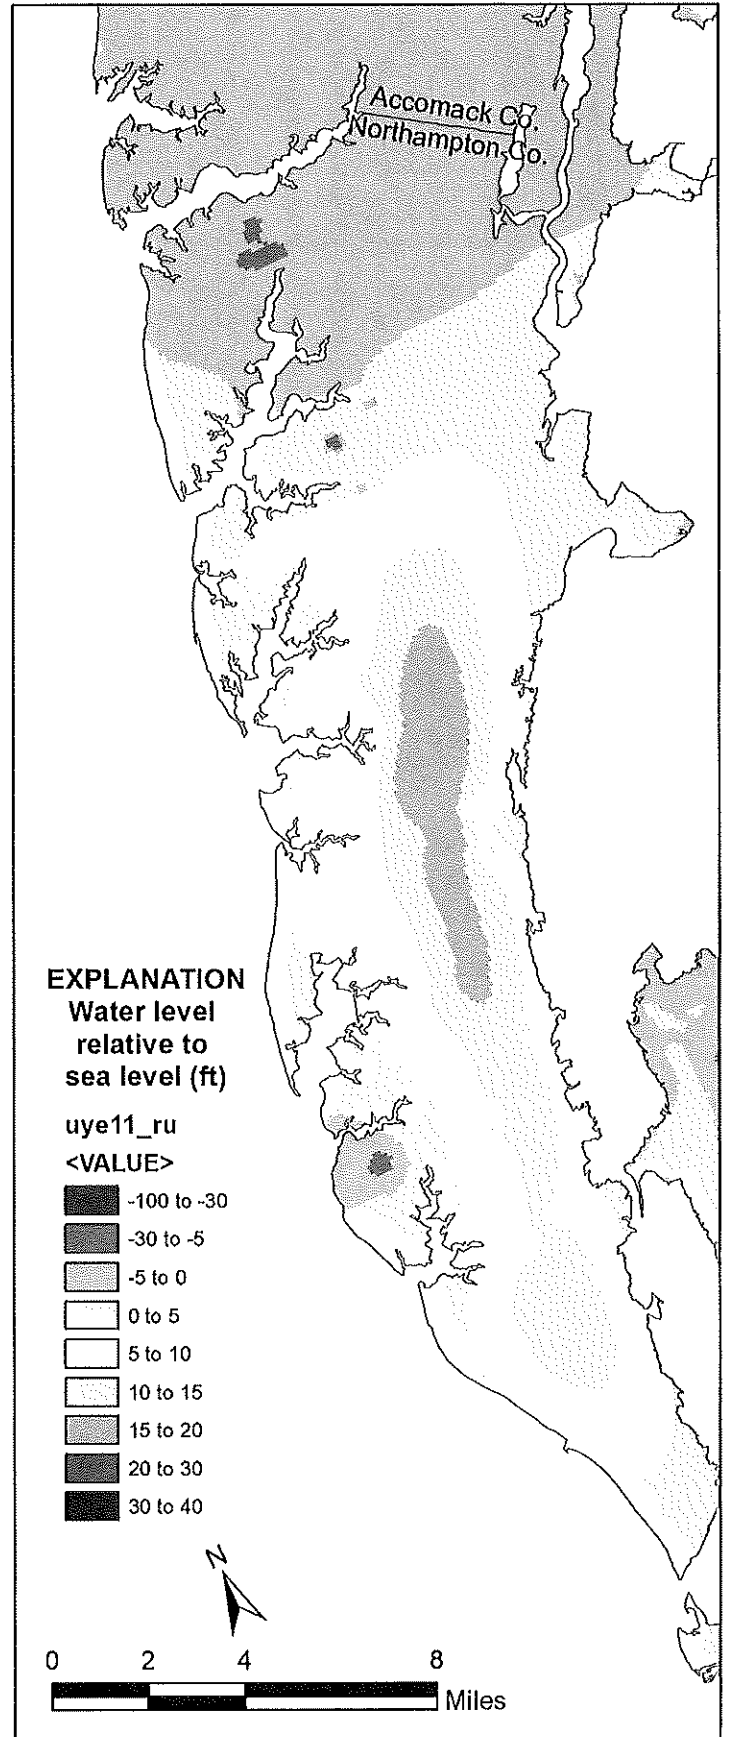 Accomack Co.
Northampton Co.
EXPLANATION
Water level
relative to
sea level (ft)
uye11_ru
<VALUE>
-100 to -30
-30 to -5
-5 to 0
0 to 5
5 to 10
10 to 15
15 to 20
20 to 30
30 to 40
N
0 2 4 8
Miles